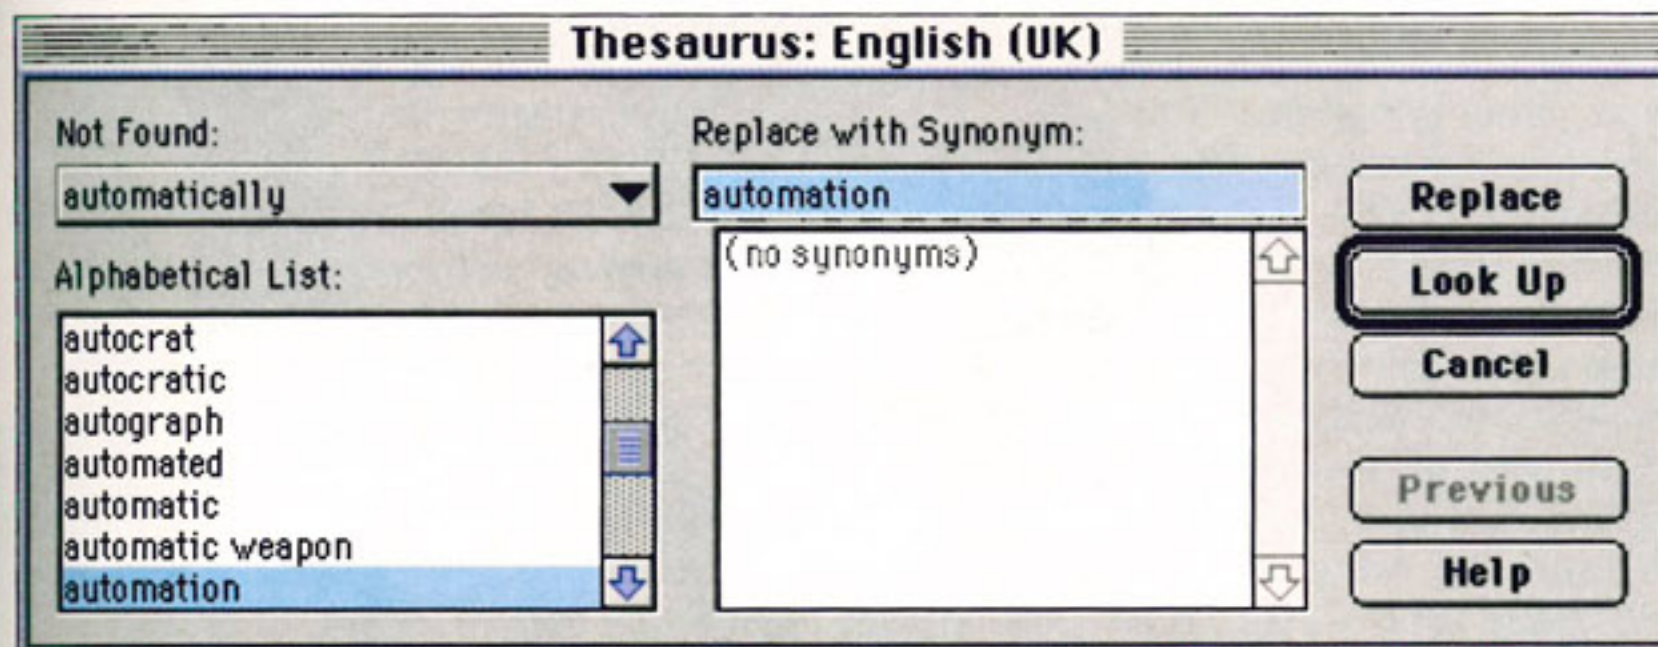 Thesaurus: English (UK)
Not Found:
automatically
Alphabetical List:
autocrat
autocratic
autograph
automated
automatic
automatic weapon
automation
Replace with Synonym:
automation
(no synonyms)
Replace
Look Up
Cancel
Previous
Help